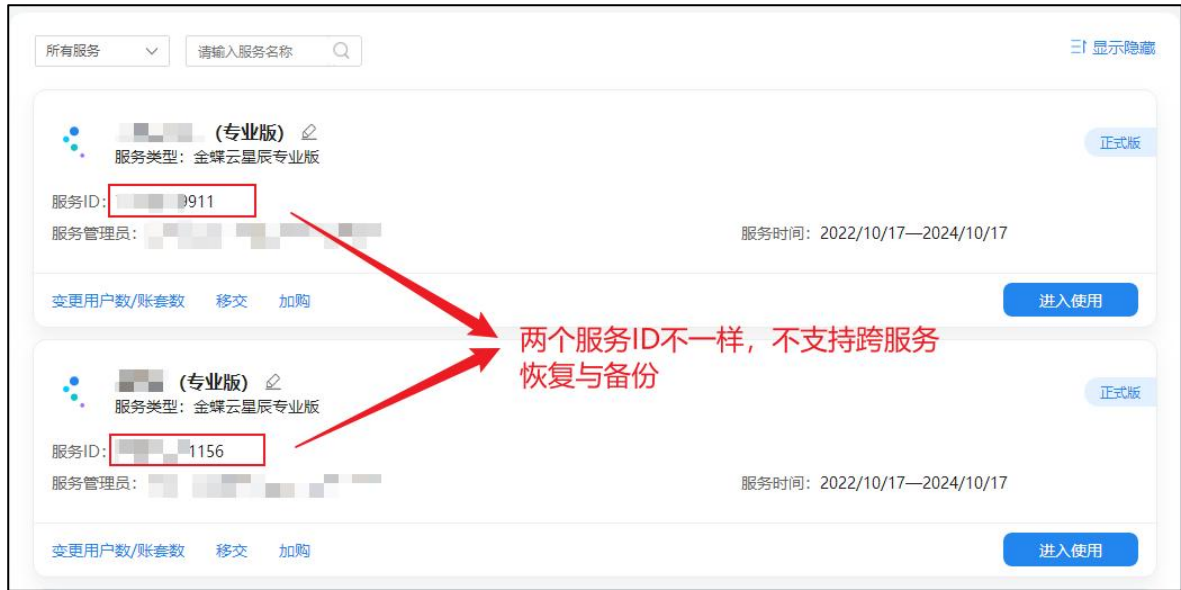 所有服务
请输入服务名称
显示隐藏
(专业版)
正式版
服务类型：金蝶云星辰专业版
服务ID：
9911
服务管理员：
服务时间：2022/10/17—2024/10/17
变更用户数/账套数 移交 加购
进入使用
两个服务ID不一样，不支持跨服务
恢复与备份
(专业版)
正式版
服务类型：金蝶云星辰专业版
服务ID：
1156
服务管理员：
服务时间：2022/10/17—2024/10/17
变更用户数/账套数 移交 加购
进入使用